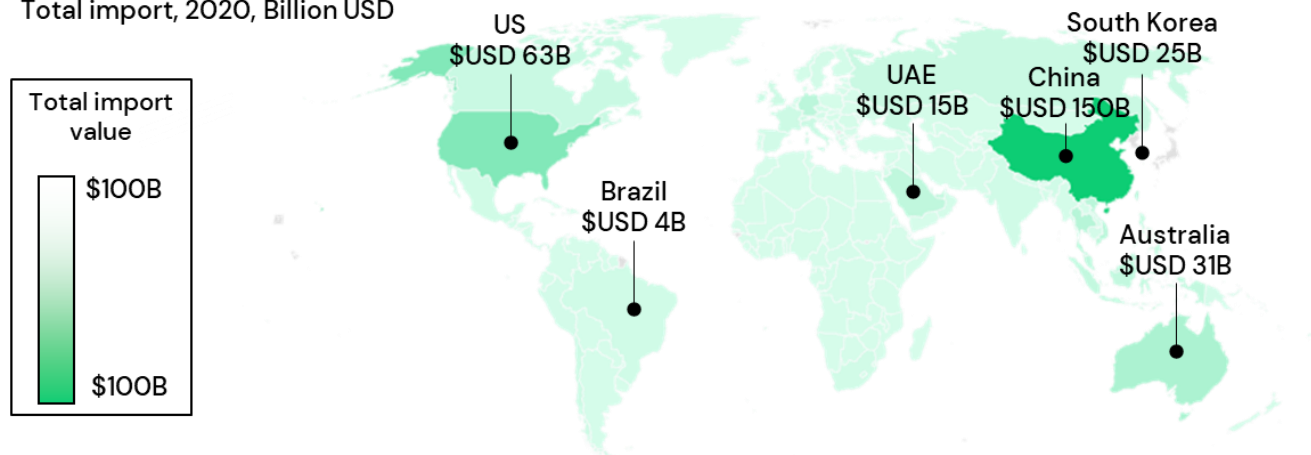 Total import, 2020, Billion USD
Total import
value
$100B
$100B
US
$USD 63B
Brazil
$USD 4B
UAE
$USD 15B
China
$USD 150B
South Korea
$USD 25B
Australia
$USD 31B